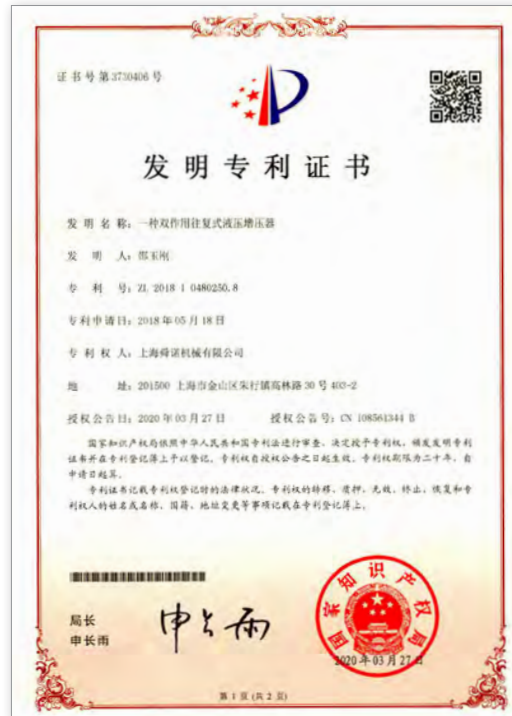 证书号第3730406号
发明专利证书
发明名称：一种双作用往复式液压增压器
发明人：邵玉刚
专利号：ZL 2018 1 0480250.8
专利申请日：2018年05月18日
专利权人：上海舜诺机械有限公司
地址：201500 上海市金山区朱行镇高林路30号403-2
授权公告日：2020年03月27日 授权公告号：CN 108561344 B
国家知识产权局依照中华人民共和国专利法进行审查，决定授予专利权，颁发发明专利
证书并在专利登记簿上予以登记。专利权自授权公告之日起生效。专利权期限为二十年，自
申请日起算。
专利证书记载专利权登记时的法律状况。专利权的转移、质押、无效、终止、恢复和专
利权人的姓名或名称、国籍、地址变更等事项记载在专利登记簿上。
局长
申长雨
申长雨
国家知识产权局
2020年03月27日
第1页(共2页)